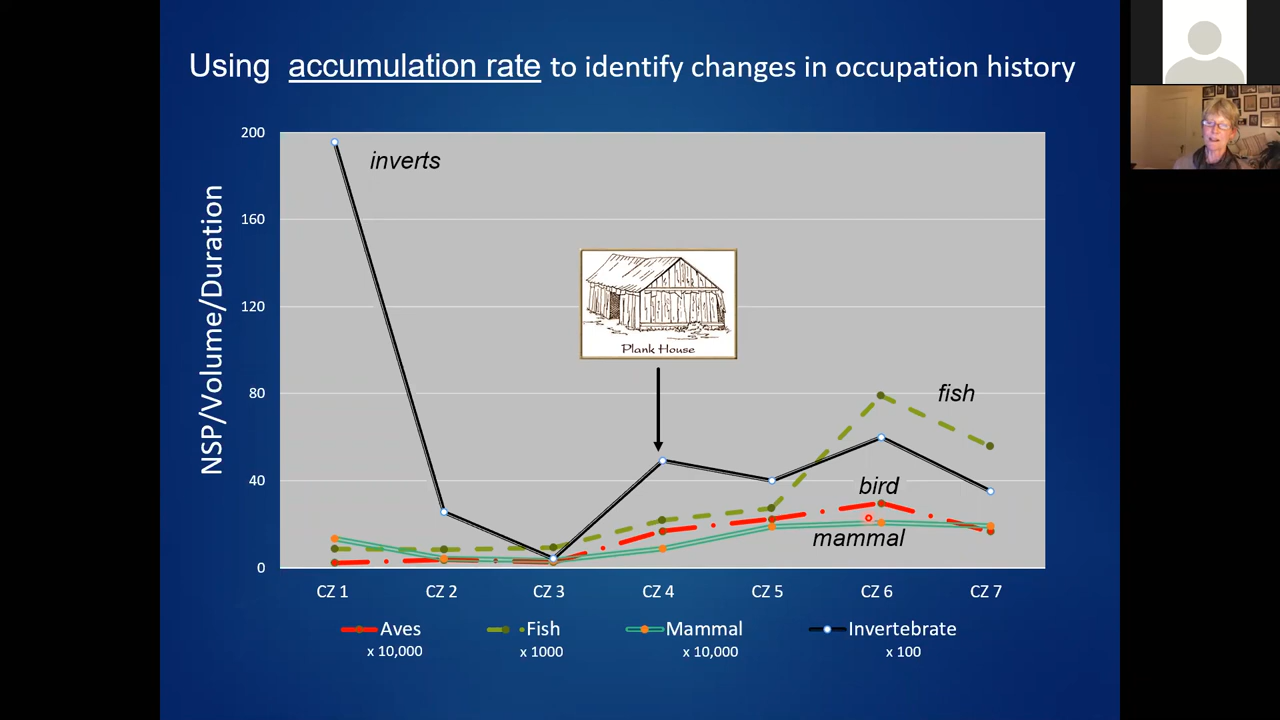 Using accumulation rate to identify changes in occupation history
NSP/Volume/Duration
200
160
120
80
40
0
inverts
Plank House
fish
bird
mammal
CZ 1 CZ 2 CZ 3 CZ 4 CZ 5 CZ 6 CZ 7
Aves Fish Mammal Invertebrate
x 10,000 x 1000 x 10,000 x 100